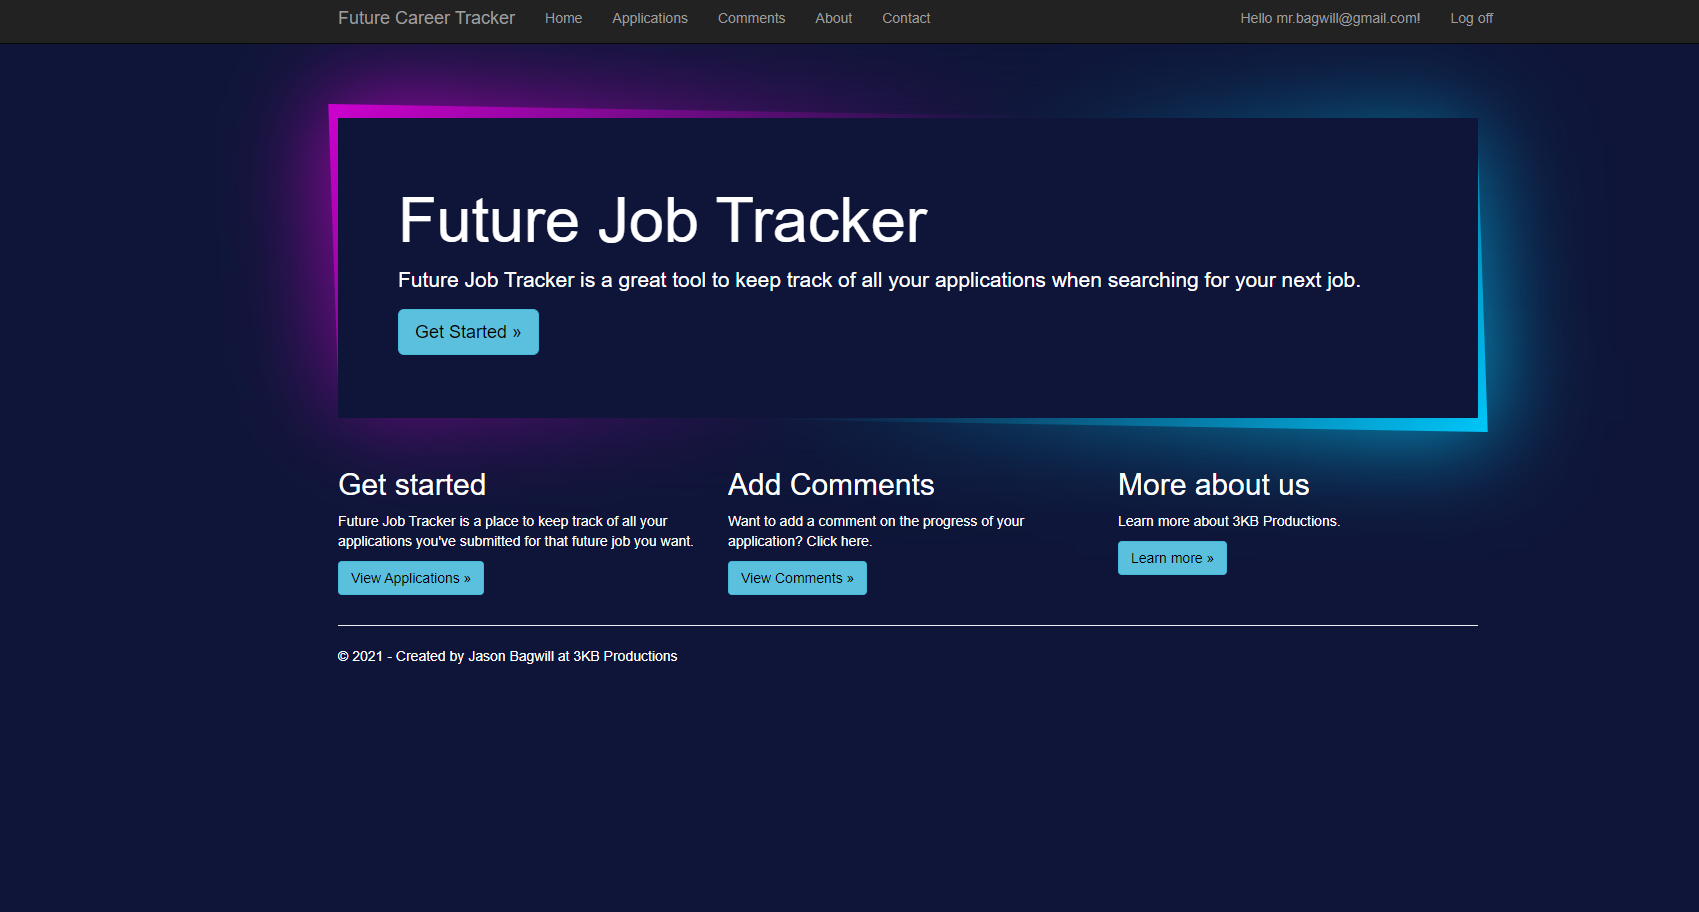 Future Career Tracker Home Applications Comments About Contact Hello mr.bagwill@gmail.com! Log off
Future Job Tracker
Future Job Tracker is a great tool to keep track of all your applications when searching for your next job.
Get Started »
Get started
Future Job Tracker is a place to keep track of all your
applications you've submitted for that future job you want.
View Applications »
Add Comments
Want to add a comment on the progress of your
application? Click here.
View Comments »
More about us
Learn more about 3KB Productions.
Learn more »
© 2021 - Created by Jason Bagwill at 3KB Productions